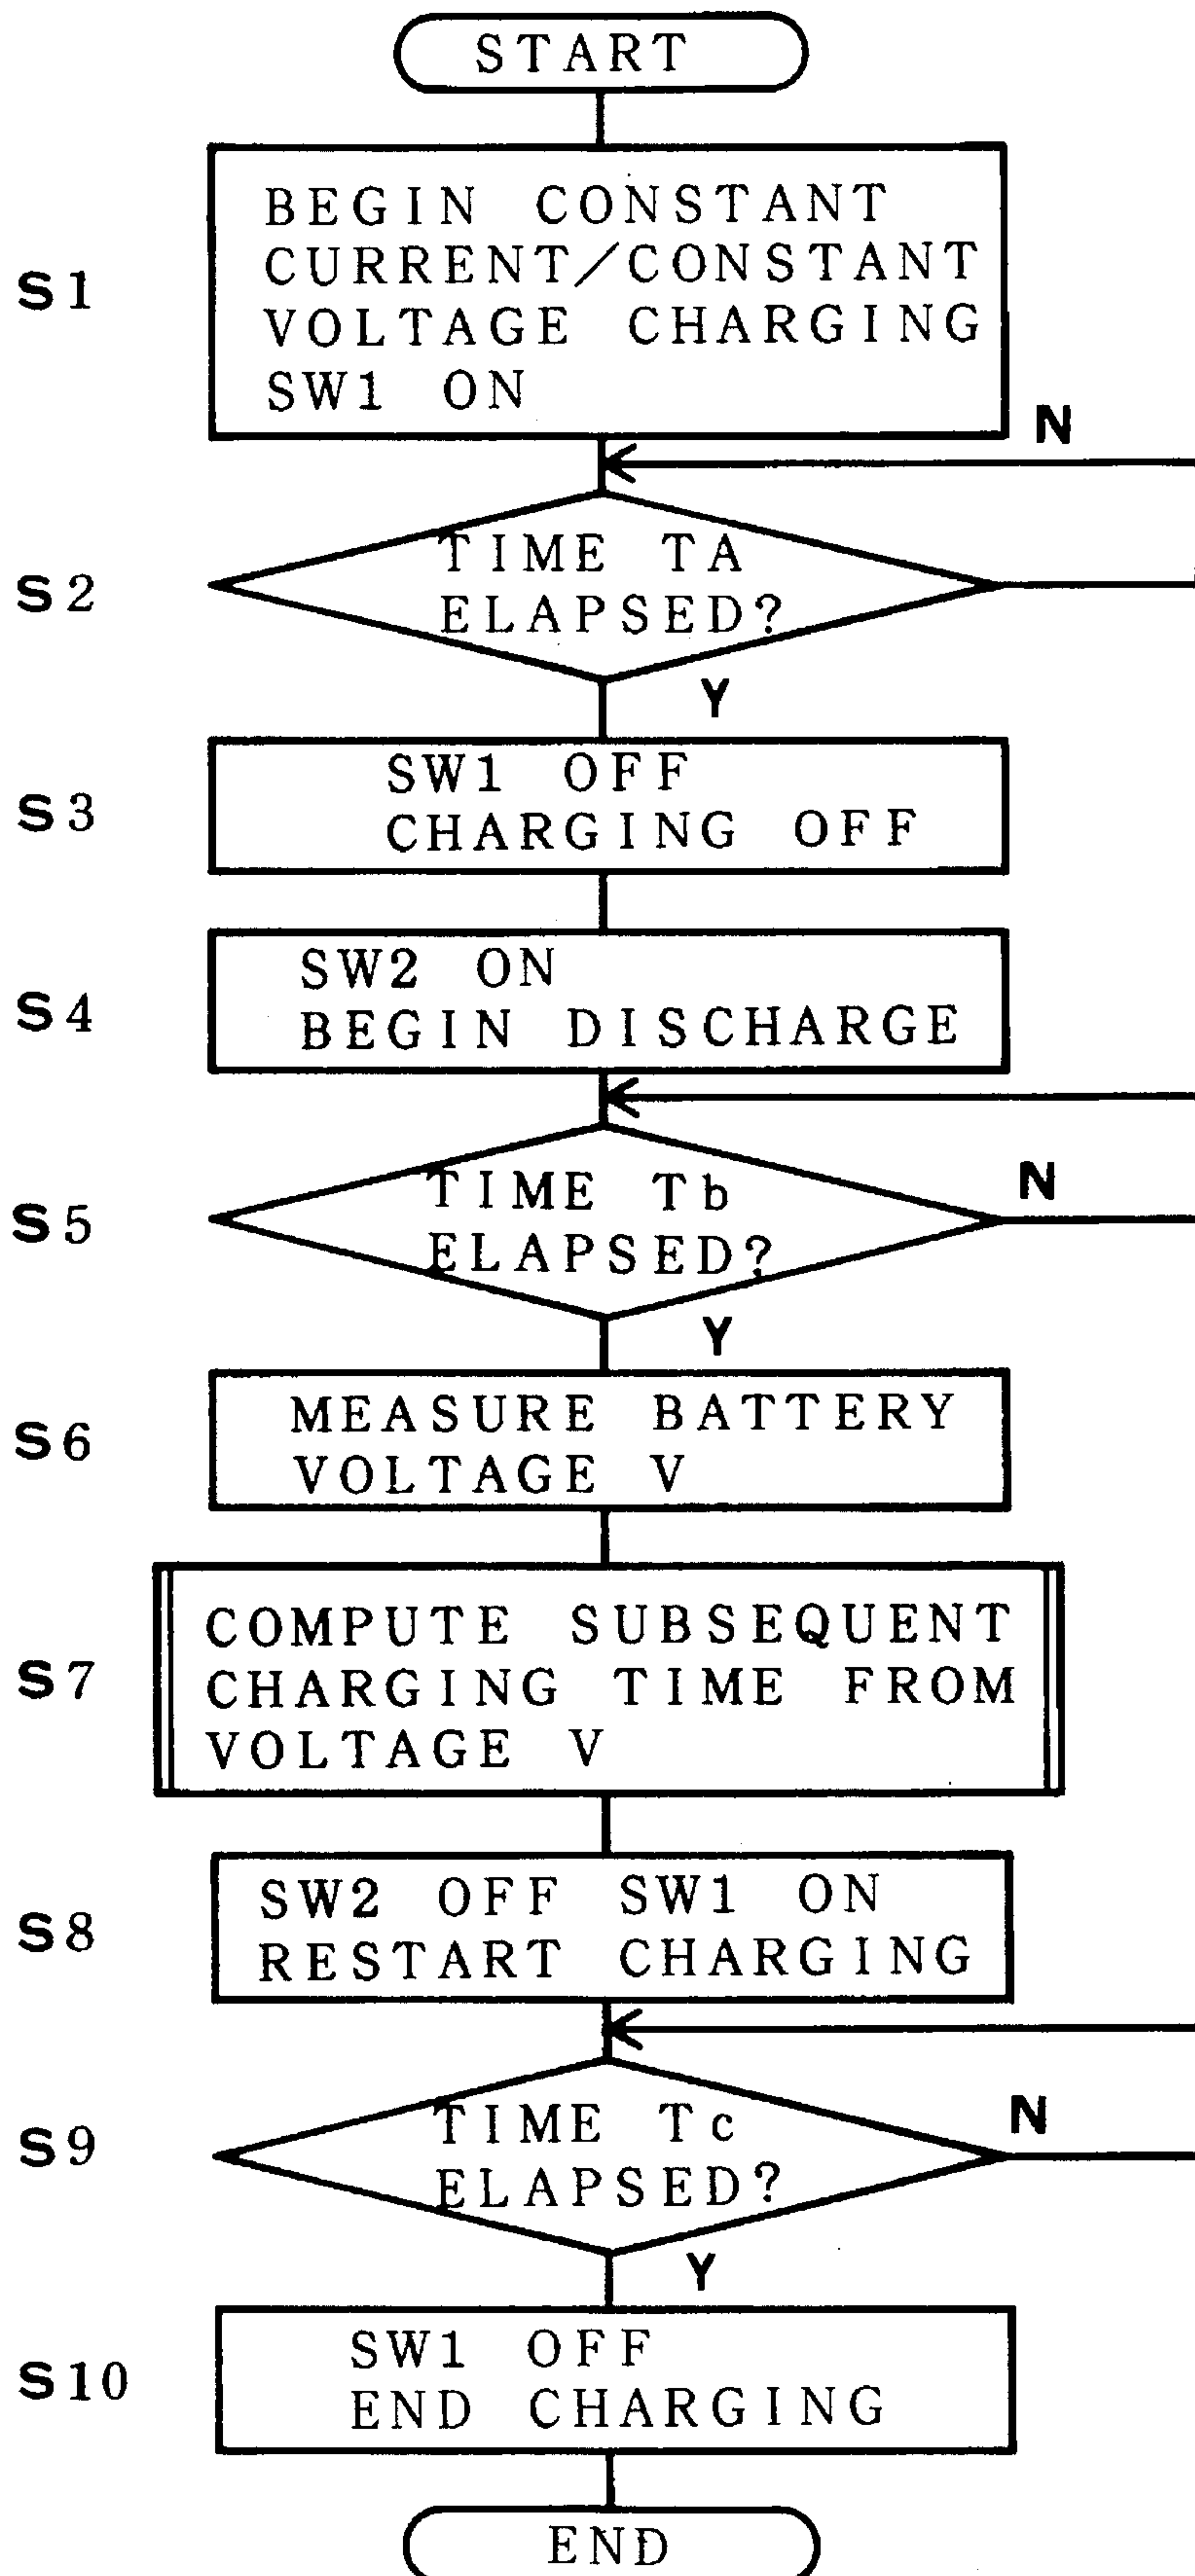 START
S1
BEGIN CONSTANT
CURRENT/CONSTANT
VOLTAGE CHARGING
SW1 ON
N
S2
TIME TA
ELAPSED?
Y
S3
SW1 OFF
CHARGING OFF
S4
SW2 ON
BEGIN DISCHARGE
S5
TIME Tb
ELAPSED?
N
Y
S6
MEASURE BATTERY
VOLTAGE V
S7
COMPUTE SUBSEQUENT
CHARGING TIME FROM
VOLTAGE V
S8
SW2 OFF SW1 ON
RESTART CHARGING
S9
TIME Tc
ELAPSED?
N
Y
S10
SW1 OFF
END CHARGING
END